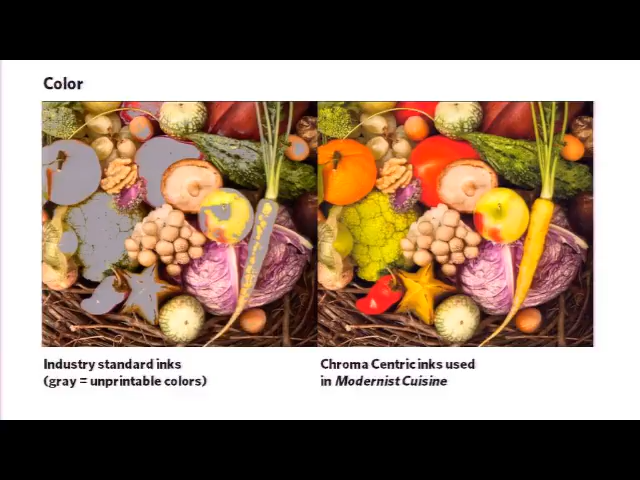 Color
Industry standard inks
(gray = unprintable colors)
Chroma Centric inks used
in Modernist Cuisine